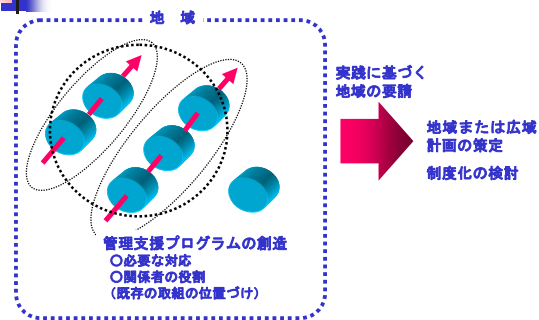 地　域
実践に基づく
地域の要請
地域または広域
計画の策定
制度化の検討
管理支援プログラムの創造
○必要な対応
○関係者の役割
（既存の取組の位置づけ）